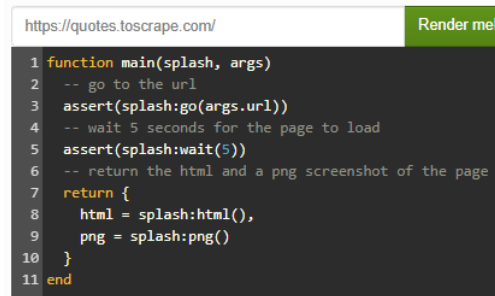 https://quotes.toscrape.com/ Render me!
1 function main(splash, args)
2 -- go to the url
3 assert(splash:go(args.url))
4 -- wait 5 seconds for the page to load
5 assert(splash:wait(5))
6 -- return the html and a png screenshot of the page
7 return {
8 html = splash:html(),
9 png = splash:png()
10 }
11 end